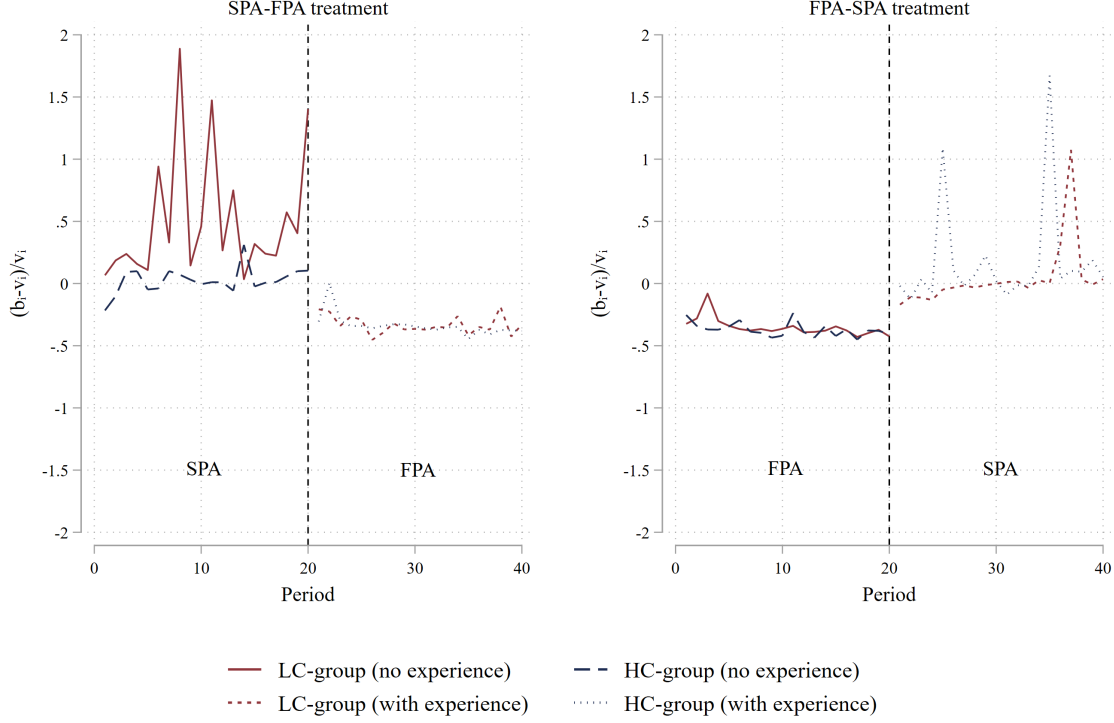 SPA-FPA treatment
2
1.5
1
.5
0
-.5
-1
-1.5
-2
(bᵢ-vᵢ)/vᵢ
SPA
FPA
0 10 20 30 40
Period
FPA-SPA treatment
2
1.5
1
.5
0
-.5
-1
-1.5
-2
(bᵢ-vᵢ)/vᵢ
FPA
SPA
0 10 20 30 40
Period
LC-group (no experience) HC-group (no experience)
LC-group (with experience) HC-group (with experience)